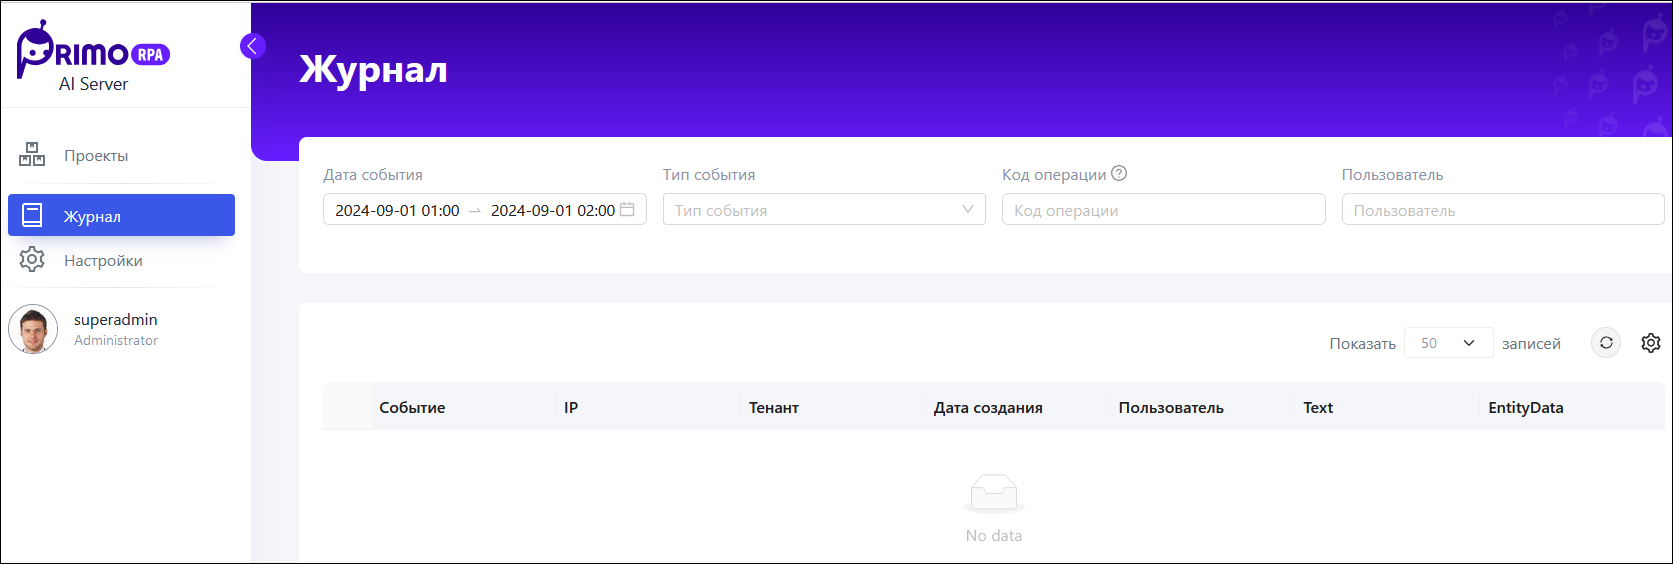 PRIMO RPA
AI Server
Проекты
Журнал
Настройки
superadmin
Administrator
Журнал
Дата события Тип события Код операции Пользователь
2024-09-01 01:00 → 2024-09-01 02:00 Тип события Код операции Пользователь
Показать 50 записей
Событие IP Тенант Дата создания Пользователь Text EntityData
No data